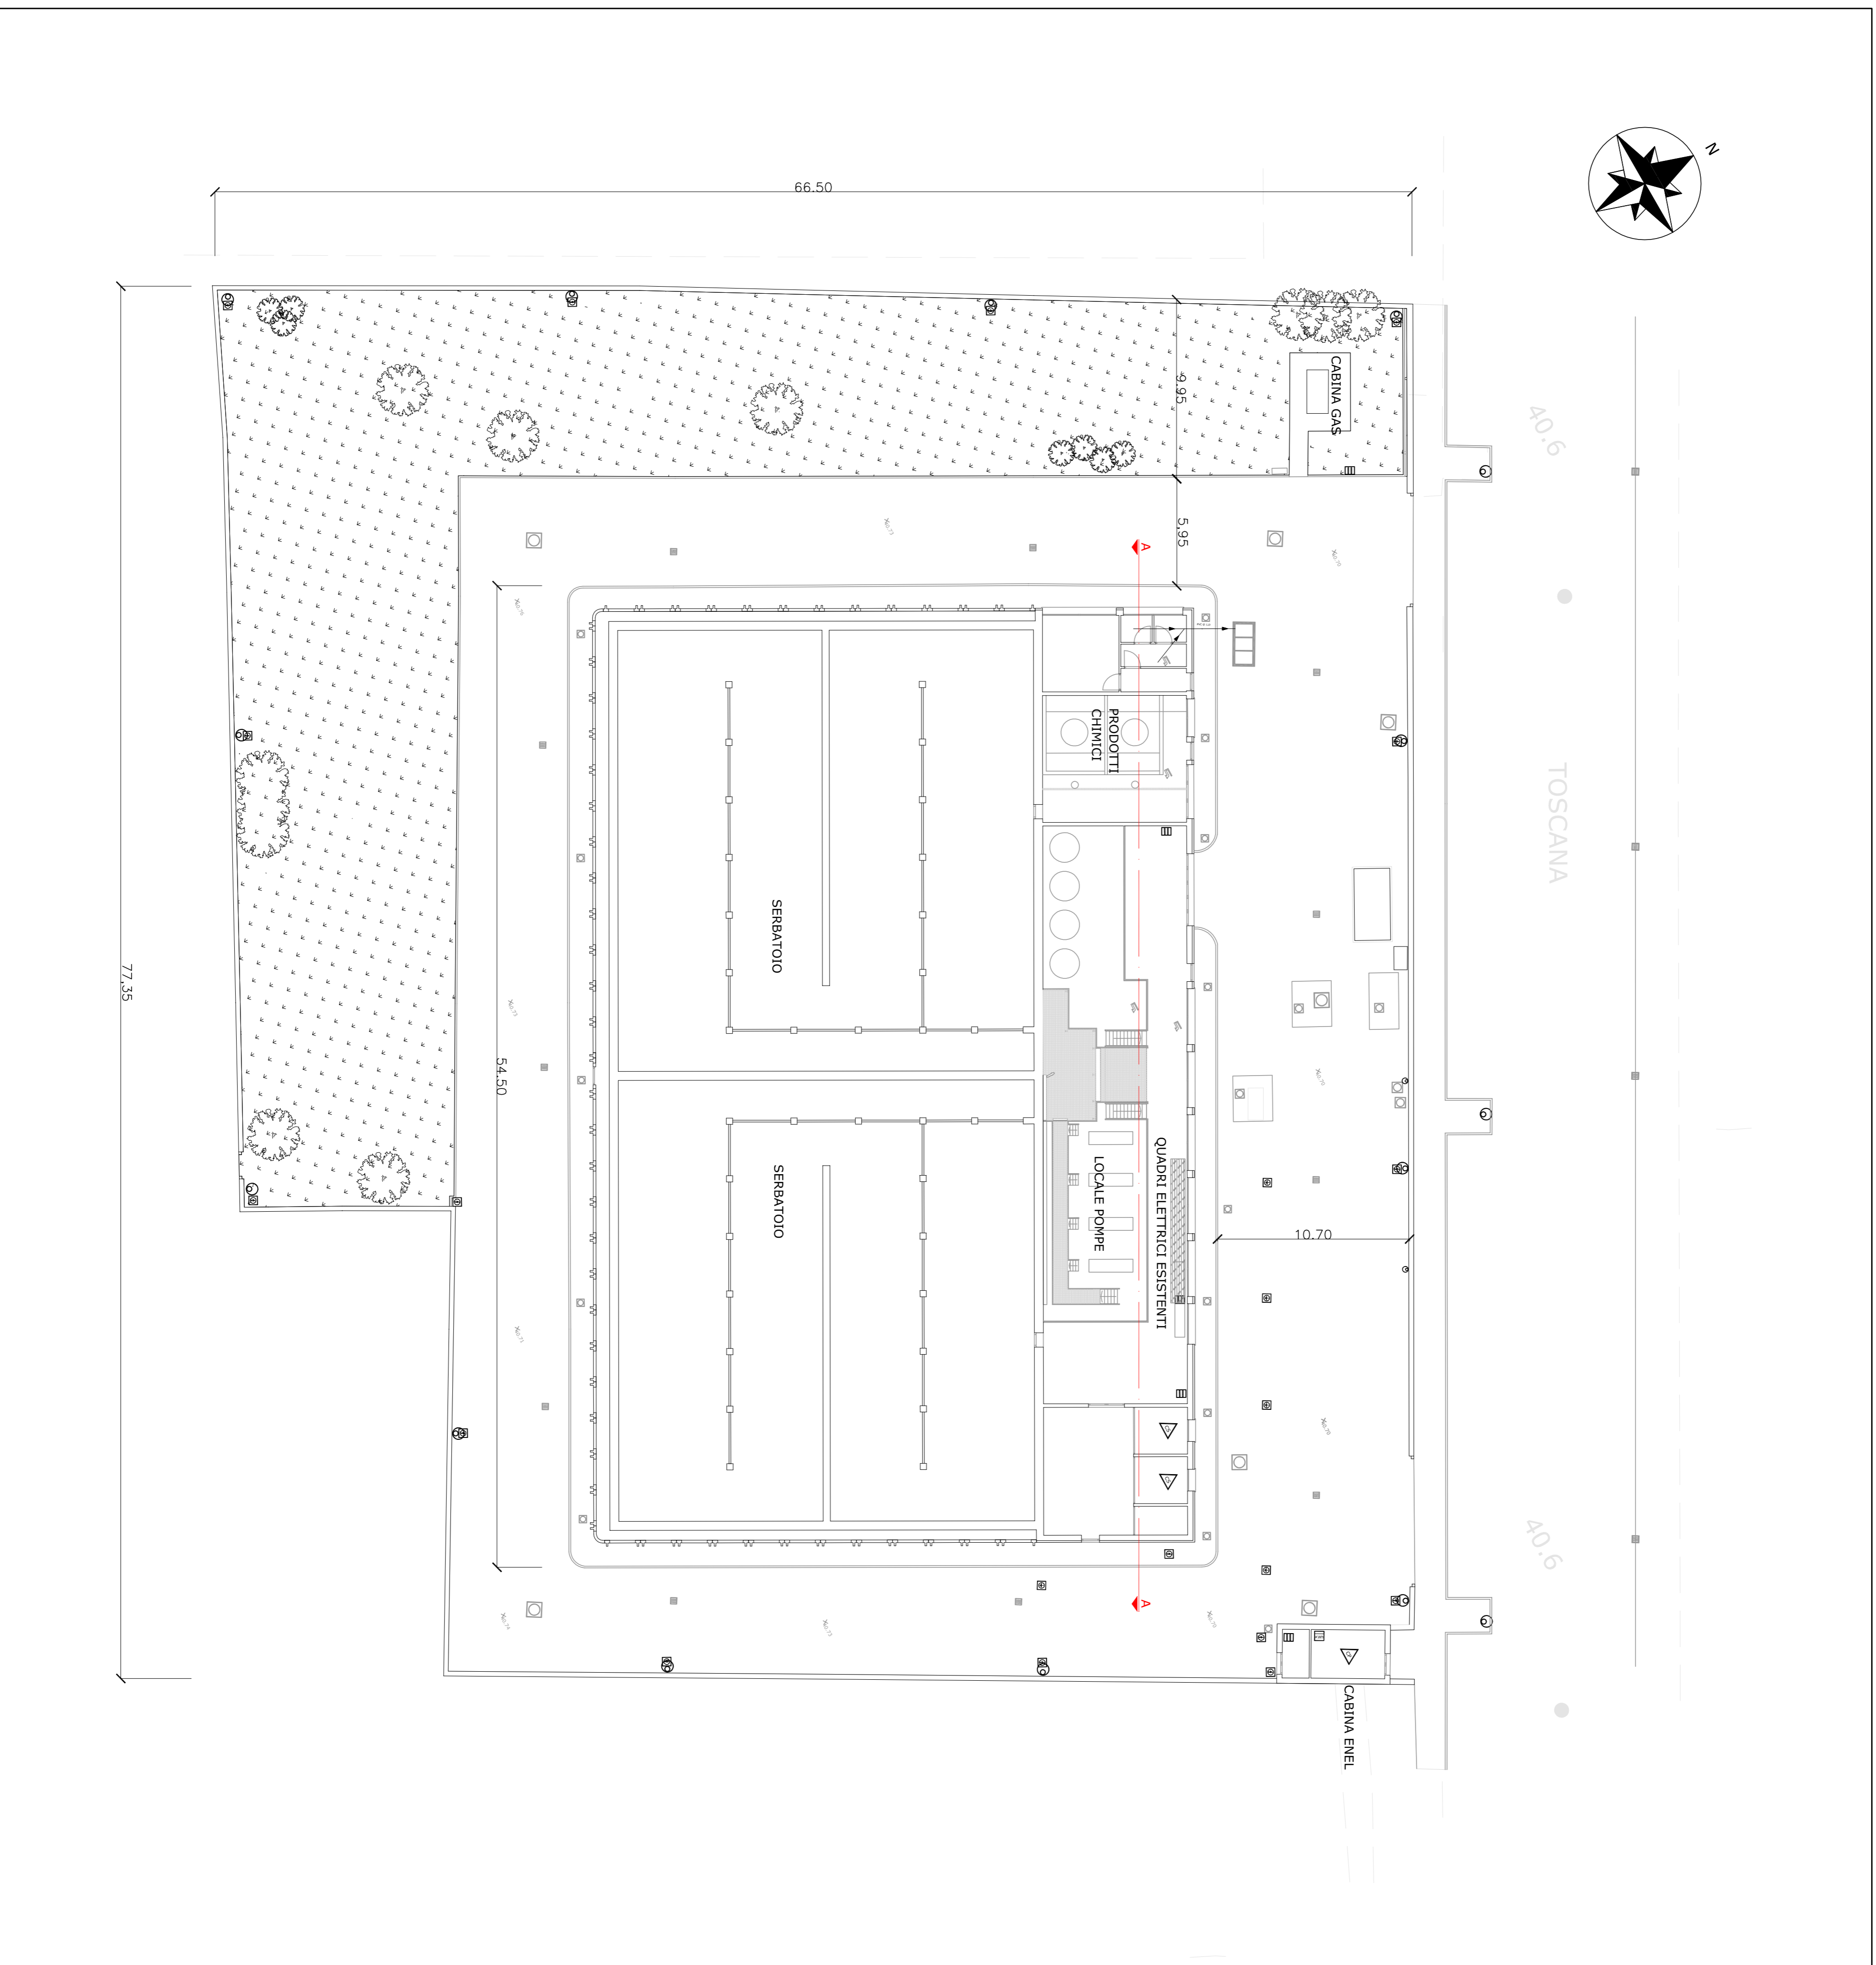 N
66.50
9.95
CABINA GAS
40.6
5.95
A
PRODOTTI
CHIMICI
TOSCANA
SERBATOIO
77.35
54.50
SERBATOIO
LOCALE POMPE
QUADRI ELETTRICI ESISTENTI
10.70
40.6
A
CABINA ENEL